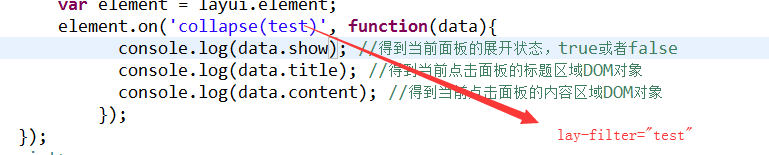 var element = layui.element;
element.on('collapse(test)', function(data){
console.log(data.show); //得到当前面板的展开状态，true或者false
console.log(data.title); //得到当前点击面板的标题区域DOM对象
console.log(data.content); //得到当前点击面板的内容区域DOM对象
});
lay-filter="test"
});